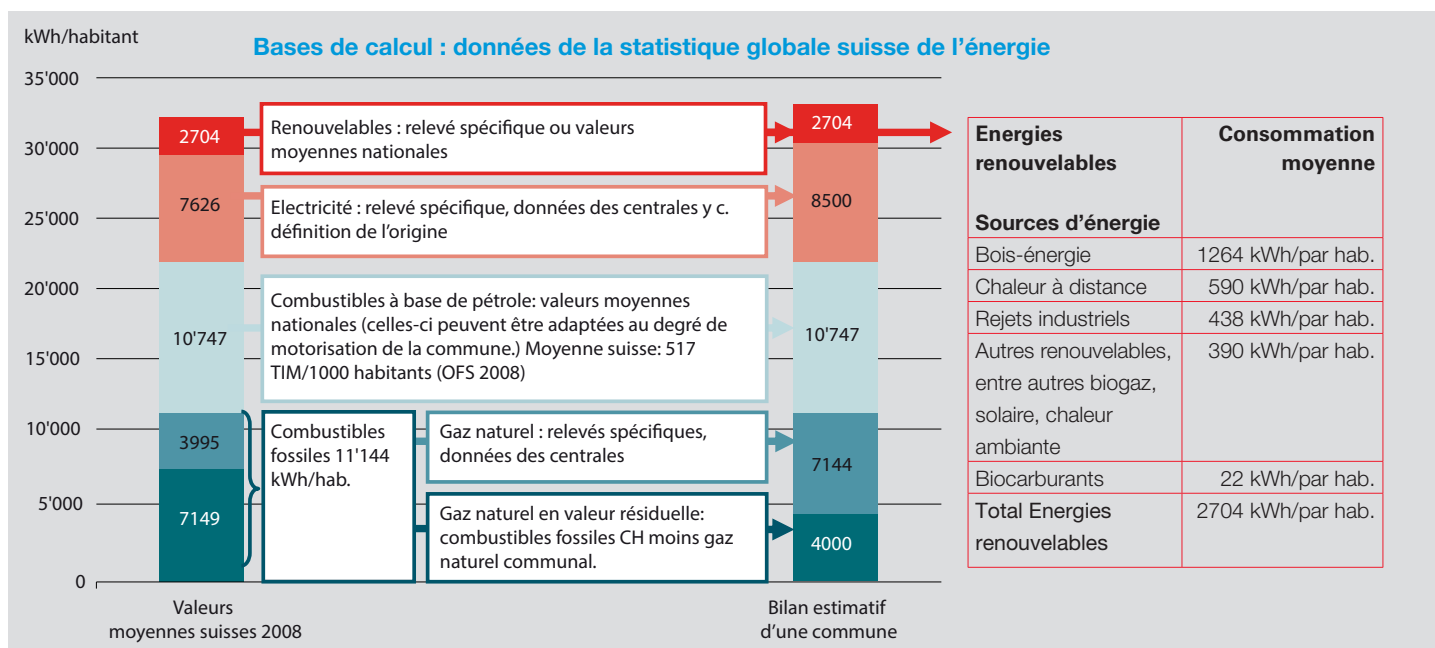 kWh/habitant
Bases de calcul : données de la statistique globale suisse de l’énergie
35'000
30'000
25'000
20'000
15'000
10'000
5'000
0
2704
7626
10'747
3995
7149
Renouvelables : relevé spécifique ou valeurs
moyennes nationales
Electricité : relevé spécifique, données des centrales y c.
définition de l'origine
Combustibles à base de pétrole: valeurs moyennes
nationales (celles-ci peuvent être adaptées au degré de
motorisation de la commune.) Moyenne suisse: 517
TIM/1000 habitants (OFS 2008)
Combustibles
fossiles 11'144
kWh/hab.
Gaz naturel : relevés spécifiques,
données des centrales
Gaz naturel en valeur résiduelle:
combustibles fossiles CH moins gaz
naturel communal.
2704
8500
10'747
7144
4000
Valeurs
moyennes suisses 2008
Bilan estimatif
d'une commune
Energies Consommation
renouvelables moyenne
Sources d’énergie
Bois-énergie 1264 kWh/par hab.
Chaleur à distance 590 kWh/par hab.
Rejets industriels 438 kWh/par hab.
Autres renouvelables, 390 kWh/par hab.
entre autres biogaz,
solaire, chaleur
ambiante
Biocarburants 22 kWh/par hab.
Total Energies 2704 kWh/par hab.
renouvelables